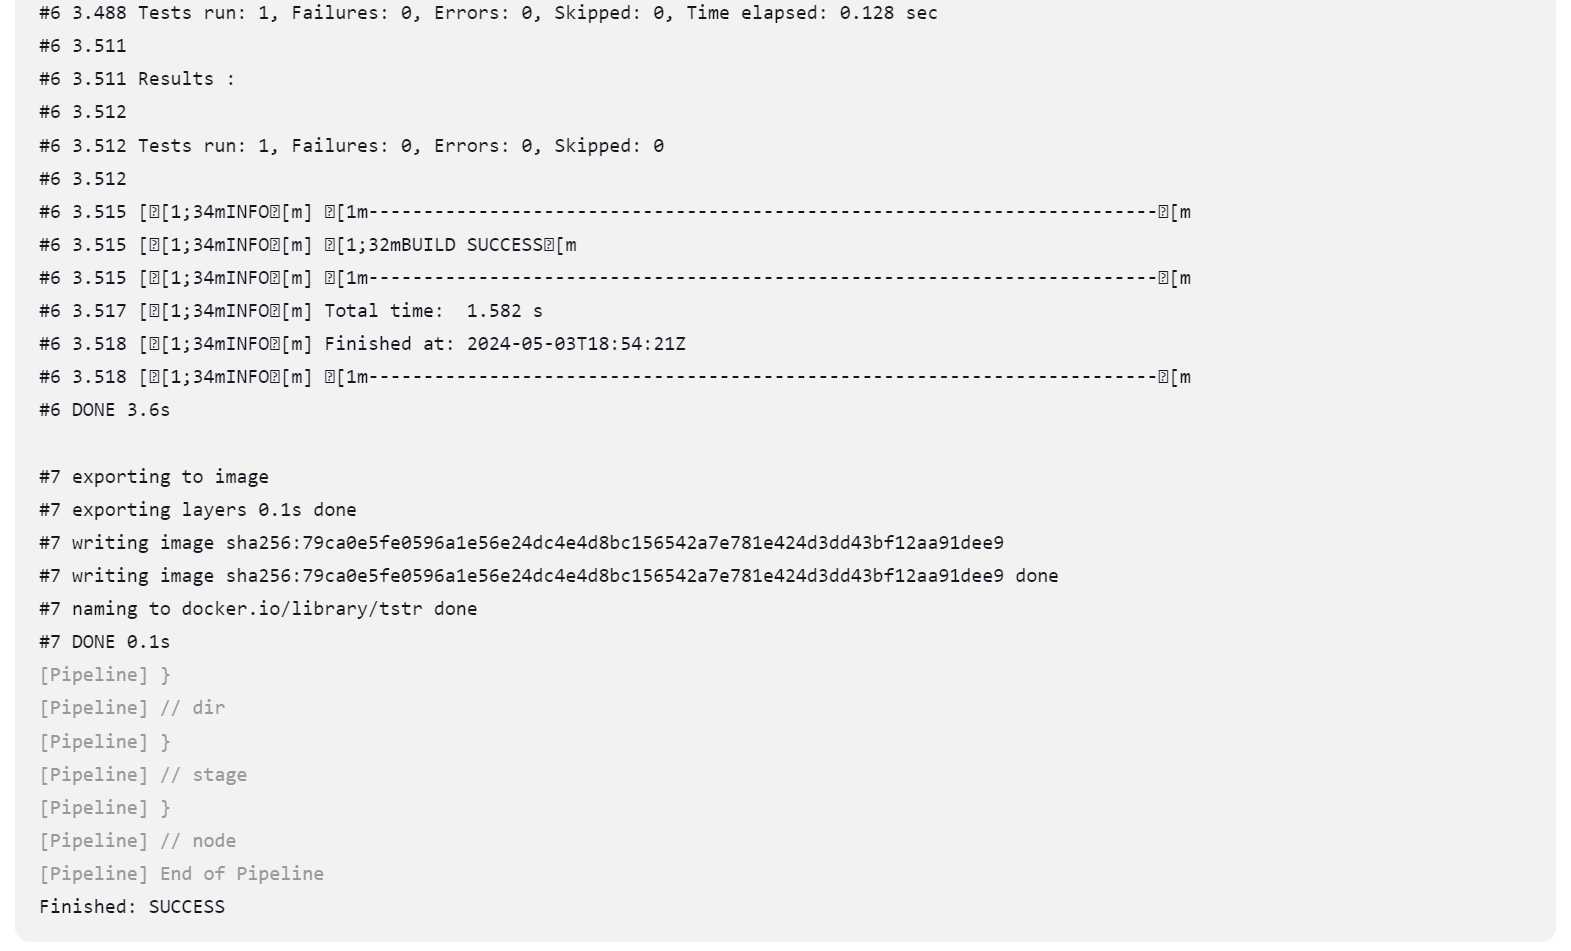 #6 3.488 Tests run: 1, Failures: 0, Errors: 0, Skipped: 0, Time elapsed: 0.128 sec
#6 3.511
#6 3.511 Results :
#6 3.512
#6 3.512 Tests run: 1, Failures: 0, Errors: 0, Skipped: 0
#6 3.512
#6 3.515 [␛[1;34mINFO␛[m] ␛[1m------------------------------------------------------------------------␛[m
#6 3.515 [␛[1;34mINFO␛[m] ␛[1;32mBUILD SUCCESS␛[m
#6 3.515 [␛[1;34mINFO␛[m] ␛[1m------------------------------------------------------------------------␛[m
#6 3.517 [␛[1;34mINFO␛[m] Total time:  1.582 s
#6 3.518 [␛[1;34mINFO␛[m] Finished at: 2024-05-03T18:54:21Z
#6 3.518 [␛[1;34mINFO␛[m] ␛[1m------------------------------------------------------------------------␛[m
#6 DONE 3.6s

#7 exporting to image
#7 exporting layers 0.1s done
#7 writing image sha256:79ca0e5fe0596a1e56e24dc4e4d8bc156542a7e781e424d3dd43bf12aa91dee9
#7 writing image sha256:79ca0e5fe0596a1e56e24dc4e4d8bc156542a7e781e424d3dd43bf12aa91dee9 done
#7 naming to docker.io/library/tstr done
#7 DONE 0.1s
[Pipeline] }
[Pipeline] // dir
[Pipeline] }
[Pipeline] // stage
[Pipeline] }
[Pipeline] // node
[Pipeline] End of Pipeline
Finished: SUCCESS